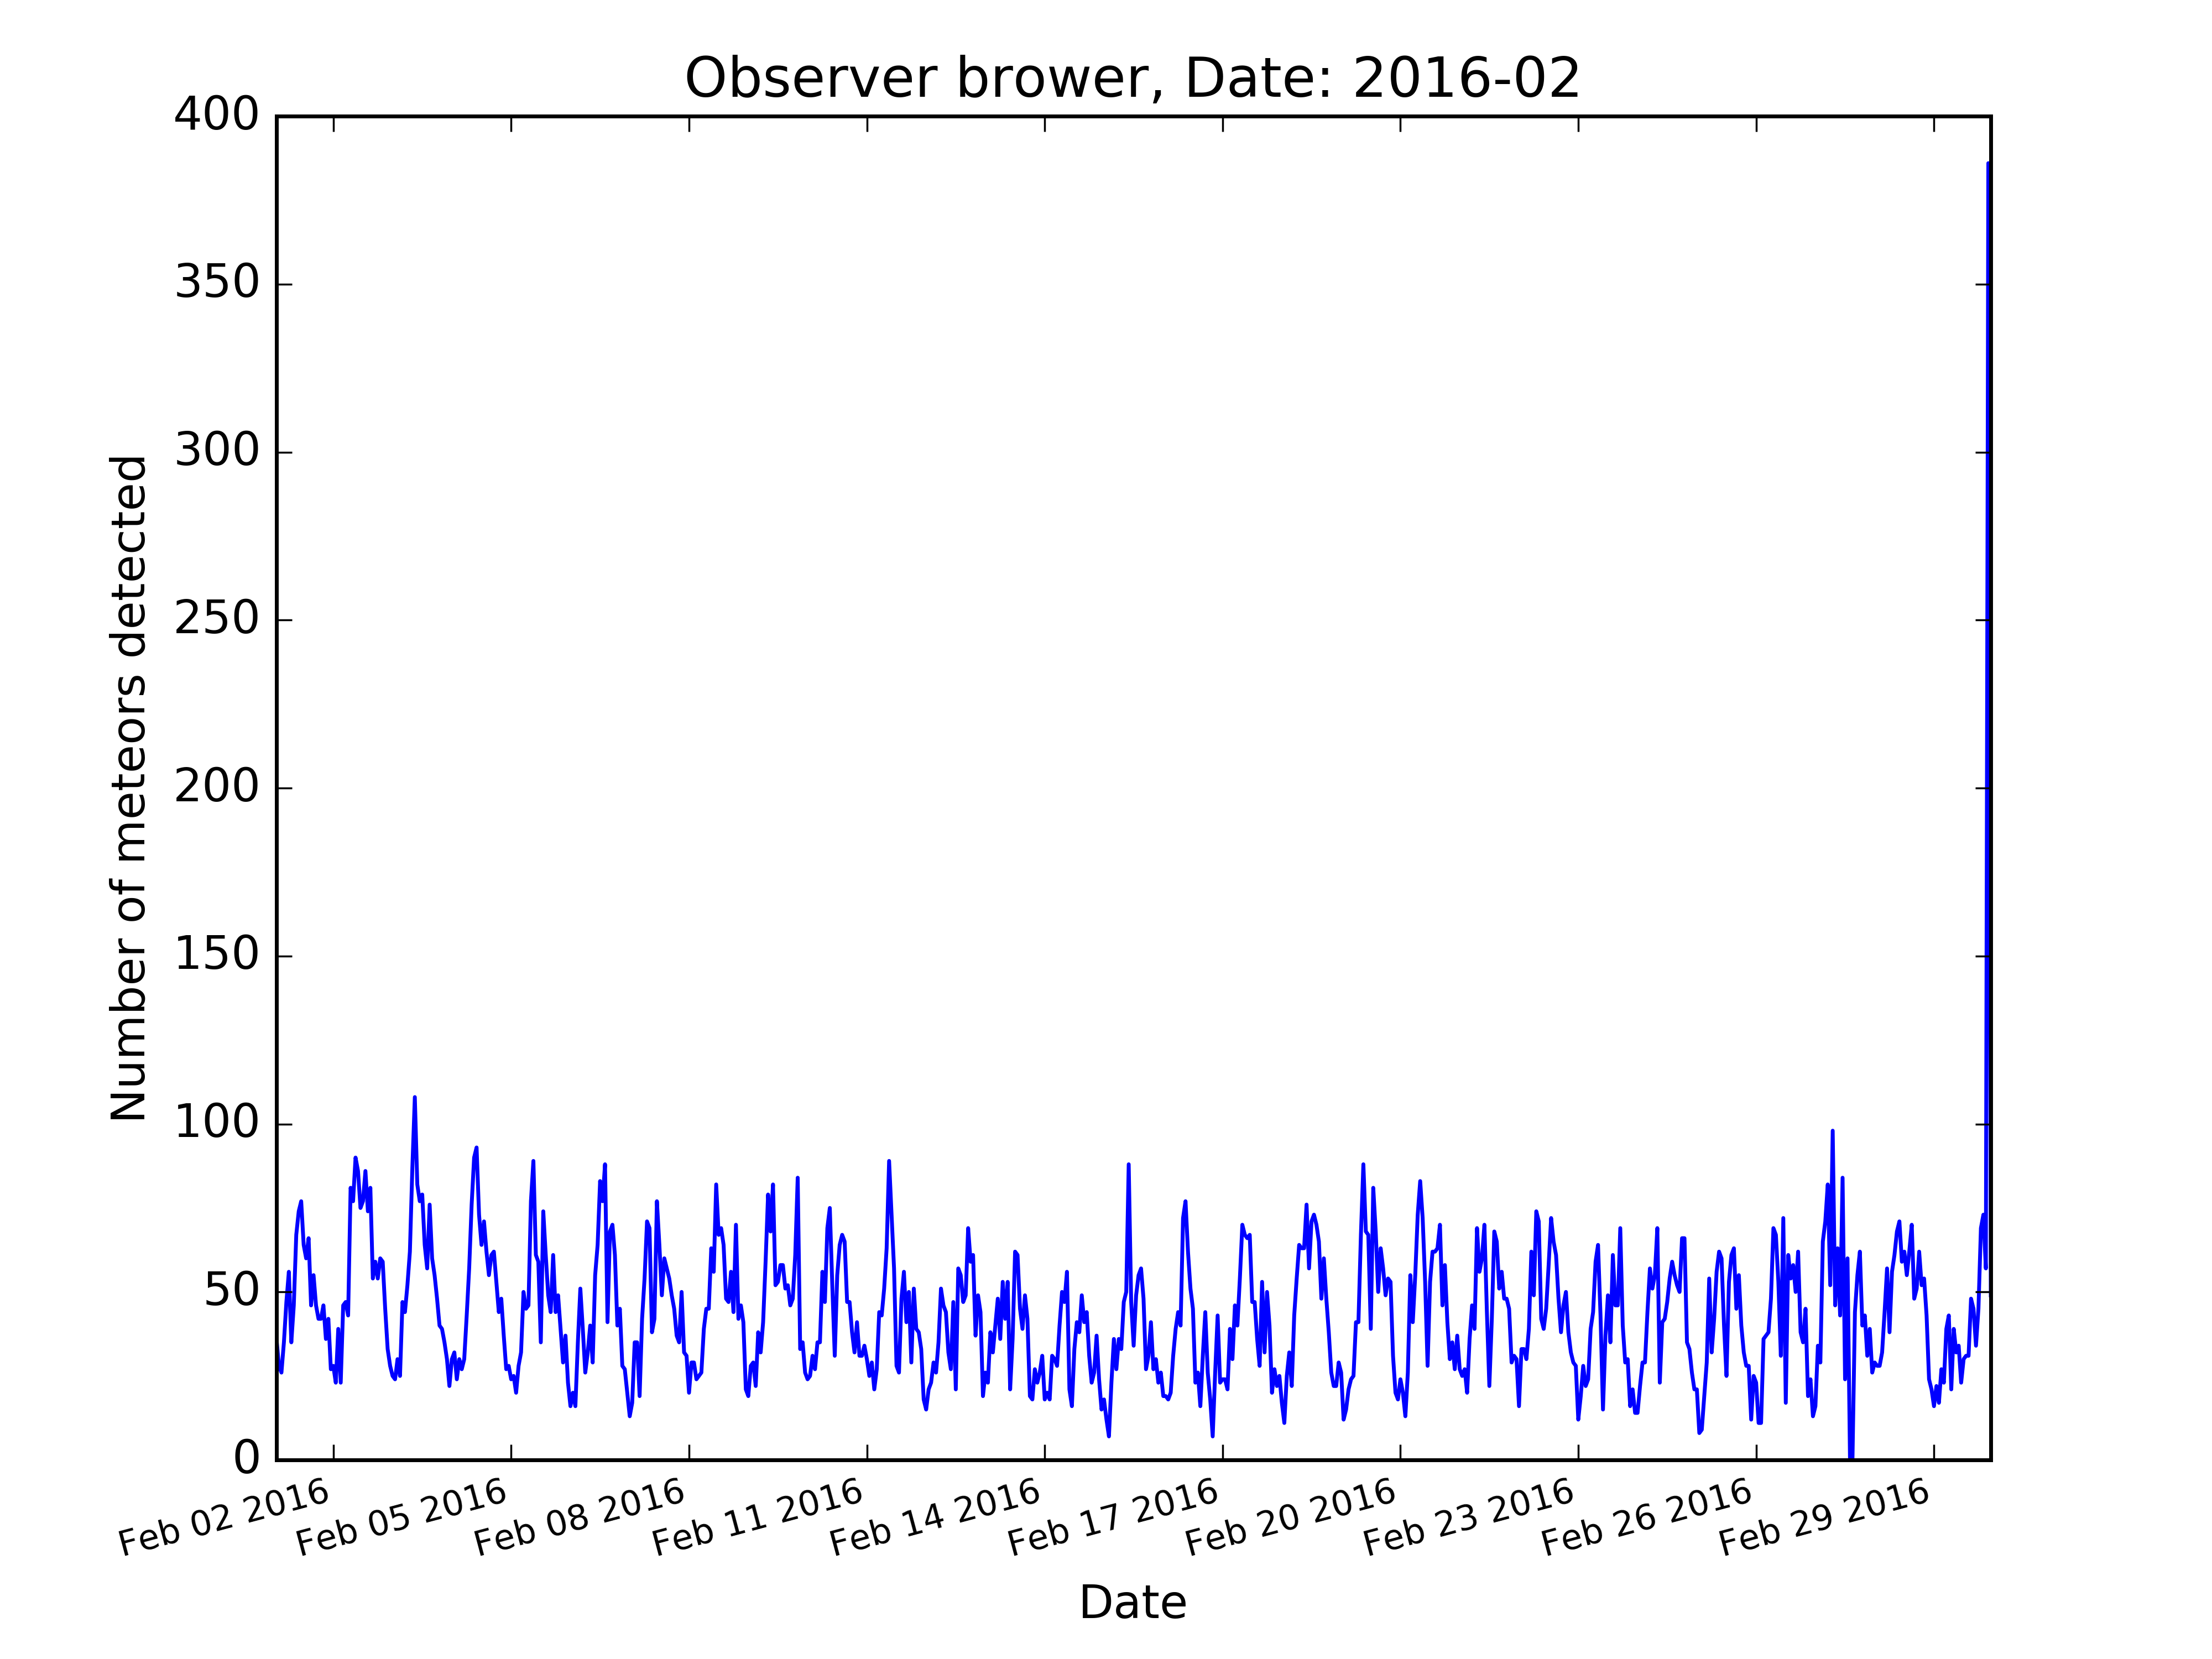 Observer brower, Date: 2016-02
400
350
300
250
200
150
100
50
0
Number of meteors detected
Feb 02 2016
Feb 05 2016
Feb 08 2016
Feb 11 2016
Feb 14 2016
Feb 17 2016
Feb 20 2016
Feb 23 2016
Feb 26 2016
Feb 29 2016
Date